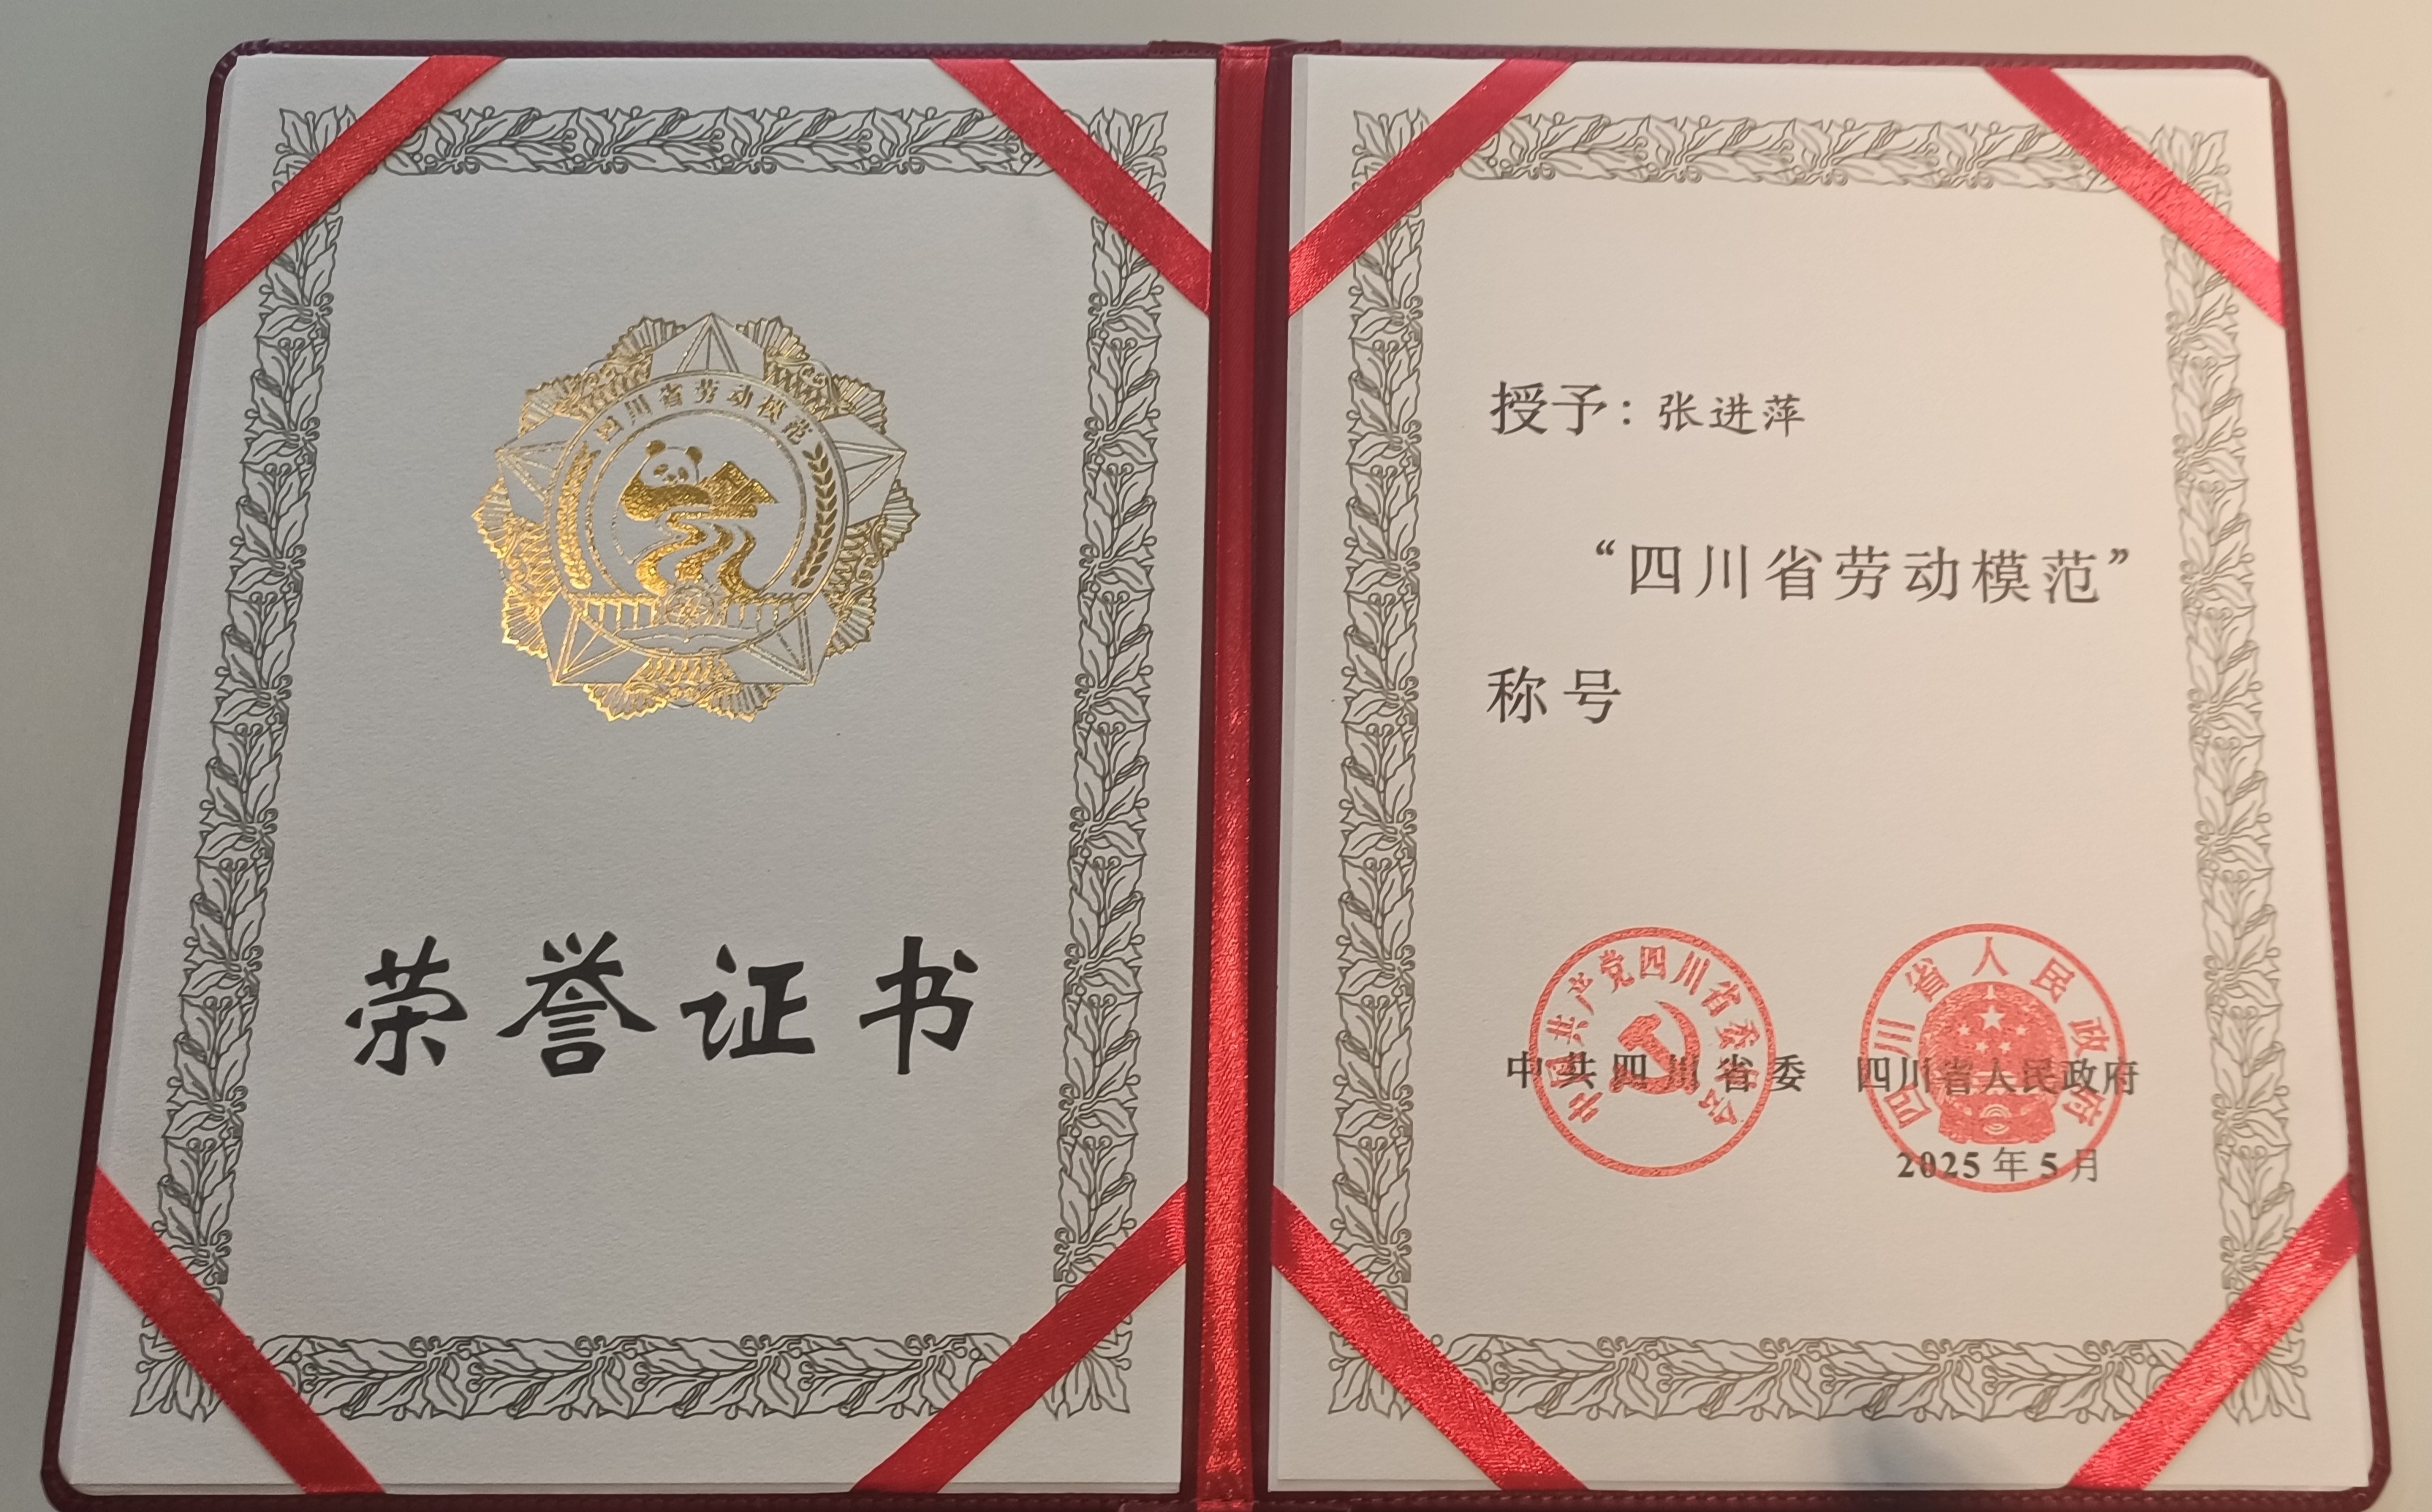 四川省劳动模范
荣誉证书
授予：张进萍
“四川省劳动模范”
称号
中国共产党四川省委员会
中共四川省委
四川省人民政府
四川省人民政府
2025年5月